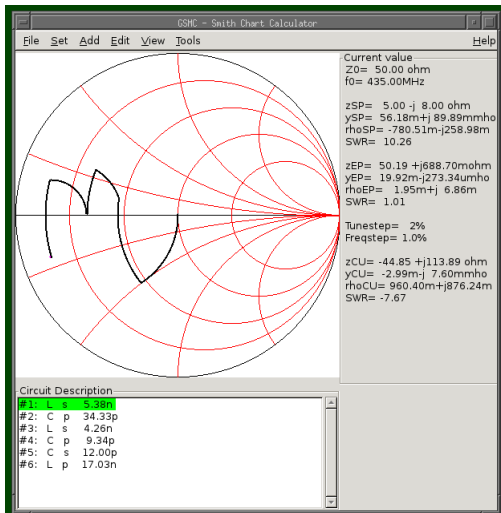 GSMC - Smith Chart Calculator
File Set Add Edit View Tools Help
Current value
Z0= 50.00 ohm
f0= 435.00MHz
zSP= 5.00 -j 8.00 ohm
ySP= 56.18m+j 89.89mmho
rhoSP= -780.51m-j258.98m
SWR= 10.26
zEP= 50.19 +j688.70mohm
yEP= 19.92m-j273.34umho
rhoEP= 1.95m+j 6.86m
SWR= 1.01
Tunestep= 2%
Freqstep= 1.0%
zCU= -44.85 +j113.89 ohm
yCU= -2.99m-j 7.60mmho
rhoCU= 960.40m+j876.24m
SWR= -7.67
Circuit Description
#1: L s 5.38n
#2: C p 34.33p
#3: L s 4.26n
#4: C p 9.34p
#5: C s 12.00p
#6: L p 17.03n